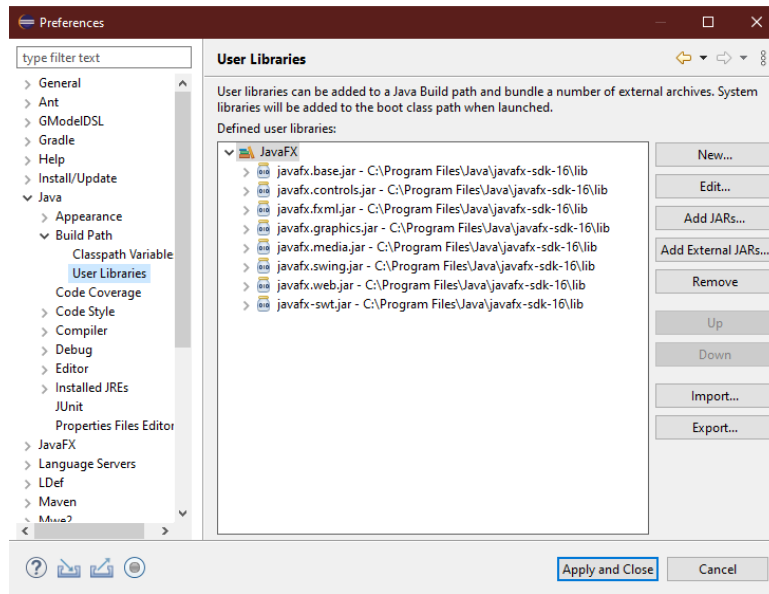 Preferences
type filter text
General
Ant
GModelDSL
Gradle
Help
Install/Update
Java
Appearance
Build Path
Classpath Variable
User Libraries
Code Coverage
Code Style
Compiler
Debug
Editor
Installed JREs
JUnit
Properties Files Editor
JavaFX
Language Servers
LDef
Maven
Mwe2
User Libraries
User libraries can be added to a Java Build path and bundle a number of external archives. System
libraries will be added to the boot class path when launched.
Defined user libraries:
JavaFX
javafx.base.jar - C:\Program Files\Java\javafx-sdk-16\lib
javafx.controls.jar - C:\Program Files\Java\javafx-sdk-16\lib
javafx.fxml.jar - C:\Program Files\Java\javafx-sdk-16\lib
javafx.graphics.jar - C:\Program Files\Java\javafx-sdk-16\lib
javafx.media.jar - C:\Program Files\Java\javafx-sdk-16\lib
javafx.swing.jar - C:\Program Files\Java\javafx-sdk-16\lib
javafx.web.jar - C:\Program Files\Java\javafx-sdk-16\lib
javafx-swt.jar - C:\Program Files\Java\javafx-sdk-16\lib
New...
Edit...
Add JARs...
Add External JARs...
Remove
Up
Down
Import...
Export...
Apply and Close
Cancel